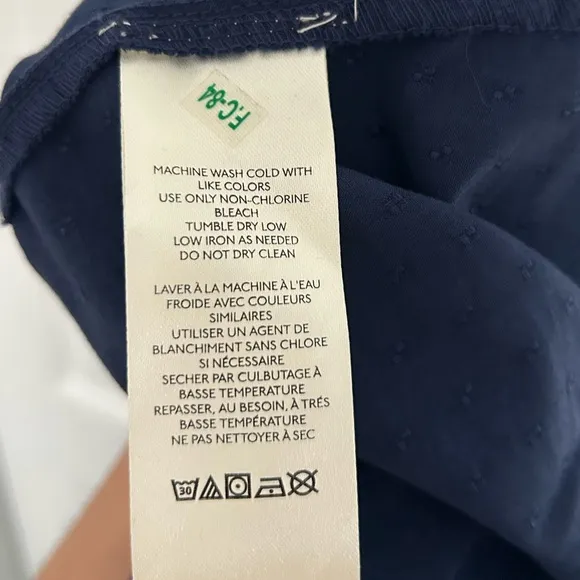 F.C-84
MACHINE WASH COLD WITH
LIKE COLORS
USE ONLY NON-CHLORINE
BLEACH
TUMBLE DRY LOW
LOW IRON AS NEEDED
DO NOT DRY CLEAN
LAVER À LA MACHINE À L'EAU
FROIDE AVEC COULEURS
SIMILAIRES
UTILISER UN AGENT DE
BLANCHIMENT SANS CHLORE
SI NÉCESSAIRE
SECHER PAR CULBUTAGE À
BASSE TEMPERATURE
REPASSER, AU BESOIN, À TRÉS
BASSE TEMPÉRATURE
NE PAS NETTOYER À SEC
30